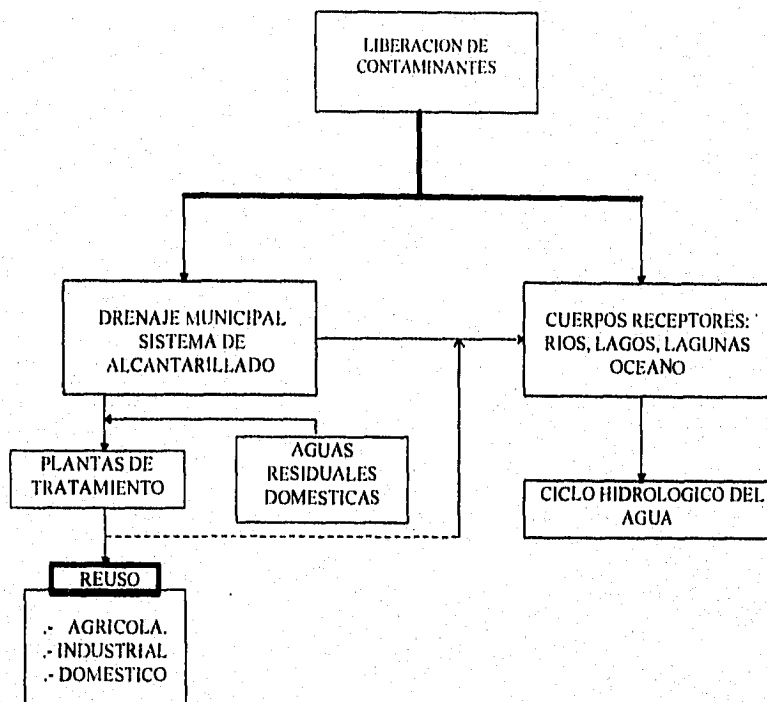 LIBERACION DE
CONTAMINANTES
DRENAJE MUNICIPAL
SISTEMA DE
ALCANTARILLADO
CUERPOS RECEPTORES:
RIOS, LAGOS, LAGUNAS
OCEANO
PLANTAS DE
TRATAMIENTO
AGUAS
RESIDUALES
DOMESTICAS
CICLO HIDROLOGICO DEL
AGUA
REUSO
.- AGRICOLA.
.- INDUSTRIAL
.- DOMESTICO